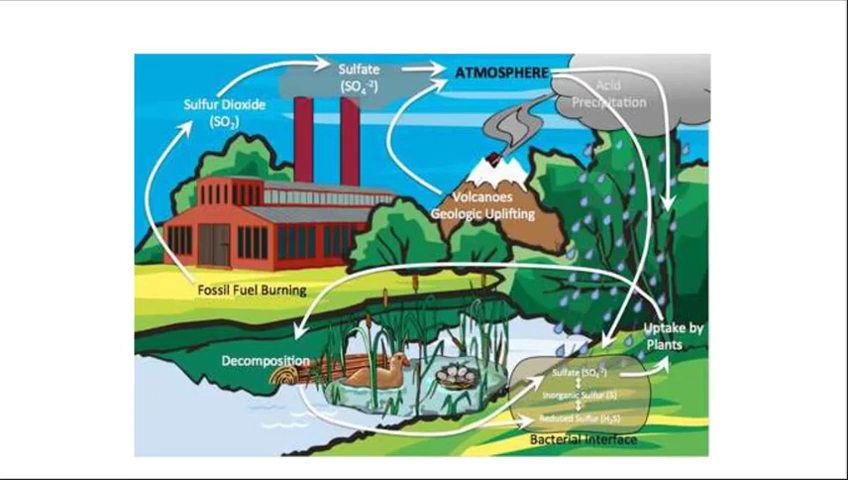 Sulfate
(SO₄⁻²)
ATMOSPHERE
Acid
Precipitation
Sulfur Dioxide
(SO₂)
Volcanoes
Geologic Uplifting
Fossil Fuel Burning
Uptake by
Plants
Decomposition
Sulfate (SO₄⁻²)
Inorganic Sulfur (S)
Reduced Sulfur (H₂S)
Bacterial Interface